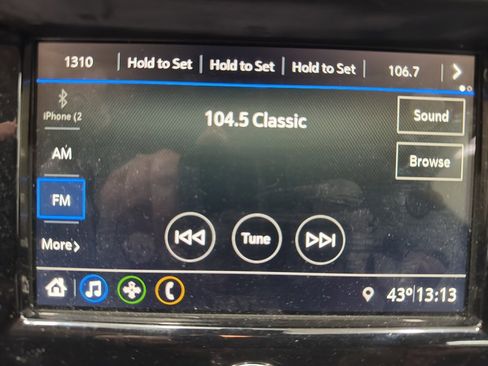 1310 Hold to Set Hold to Set Hold to Set 106.7
iPhone (2
104.5 Classic
Sound
AM
Browse
FM
More
Tune
43° 13:13